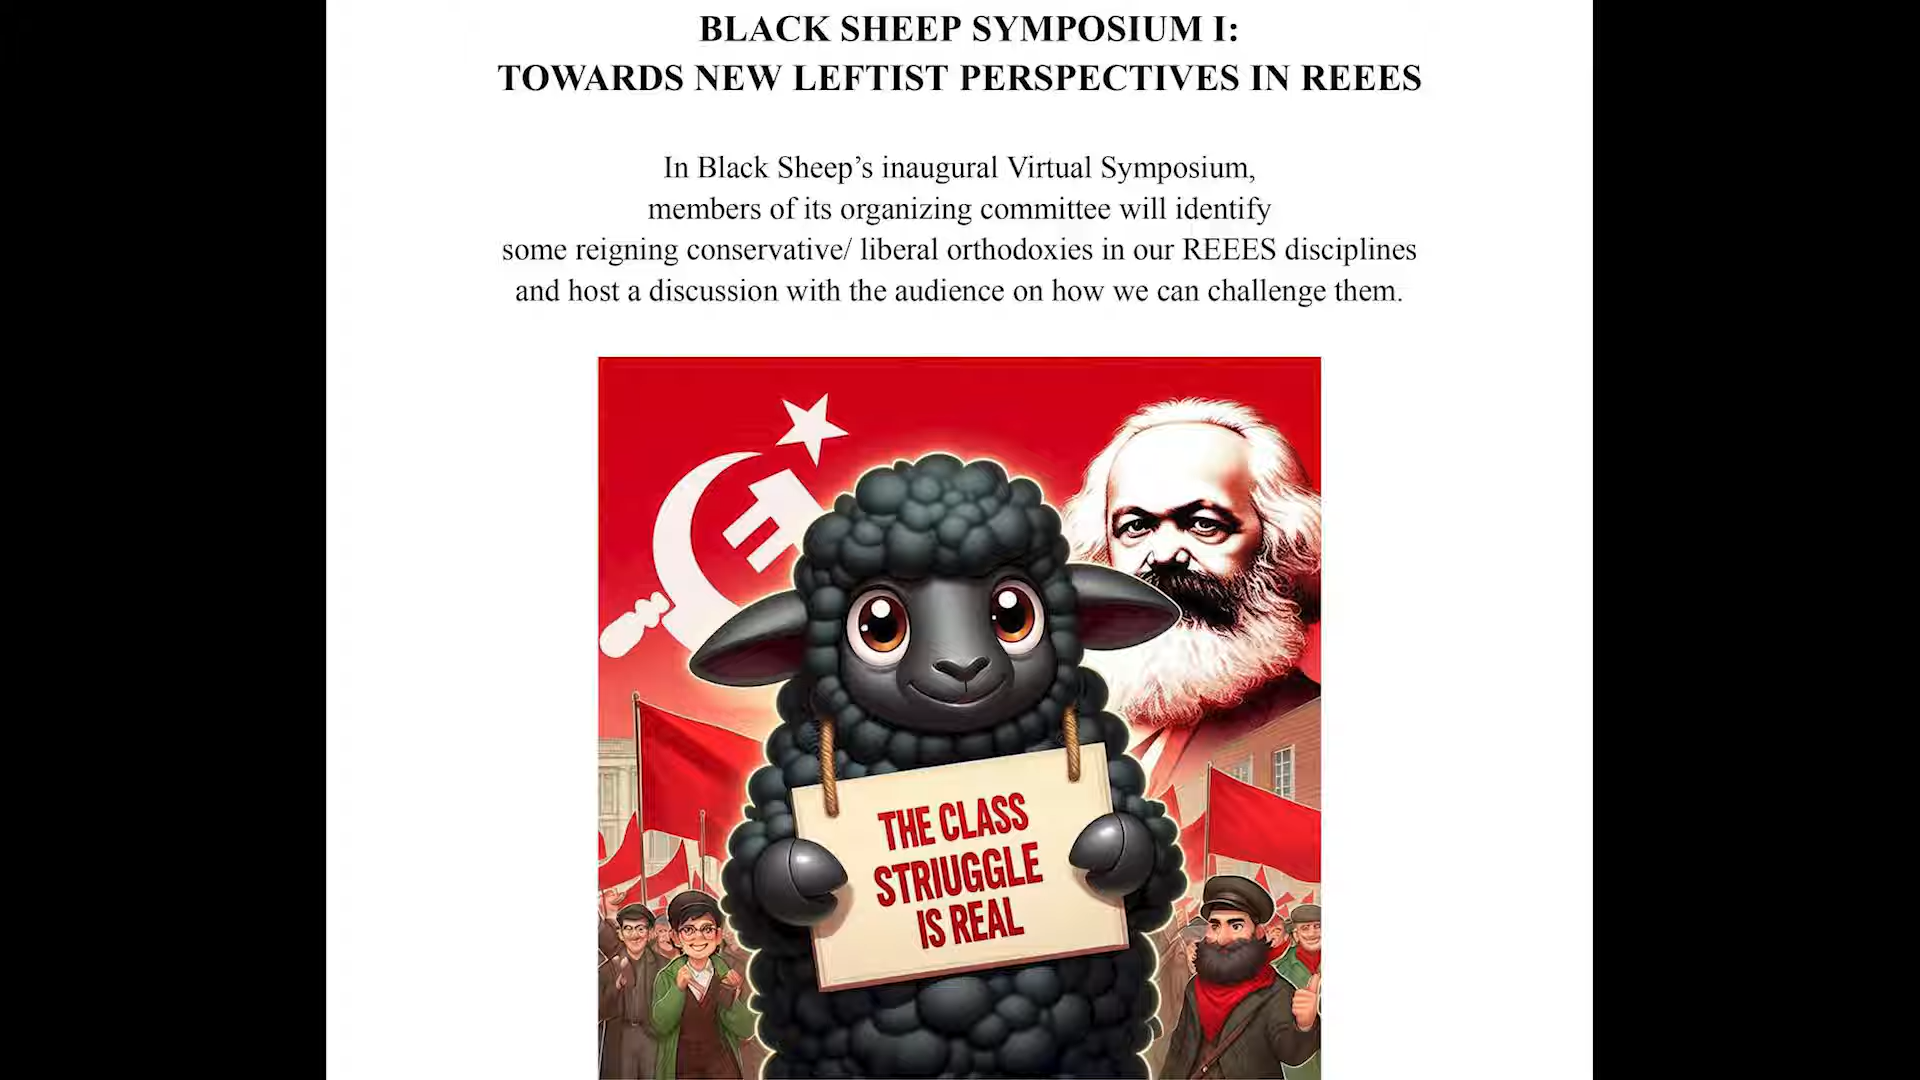 BLACK SHEEP SYMPOSIUM I:
TOWARDS NEW LEFTIST PERSPECTIVES IN REEES
In Black Sheep’s inaugural Virtual Symposium,
members of its organizing committee will identify
some reigning conservative/ liberal orthodoxies in our REEES disciplines
and host a discussion with the audience on how we can challenge them.
THE CLASS
STRIUGGLE
IS REAL